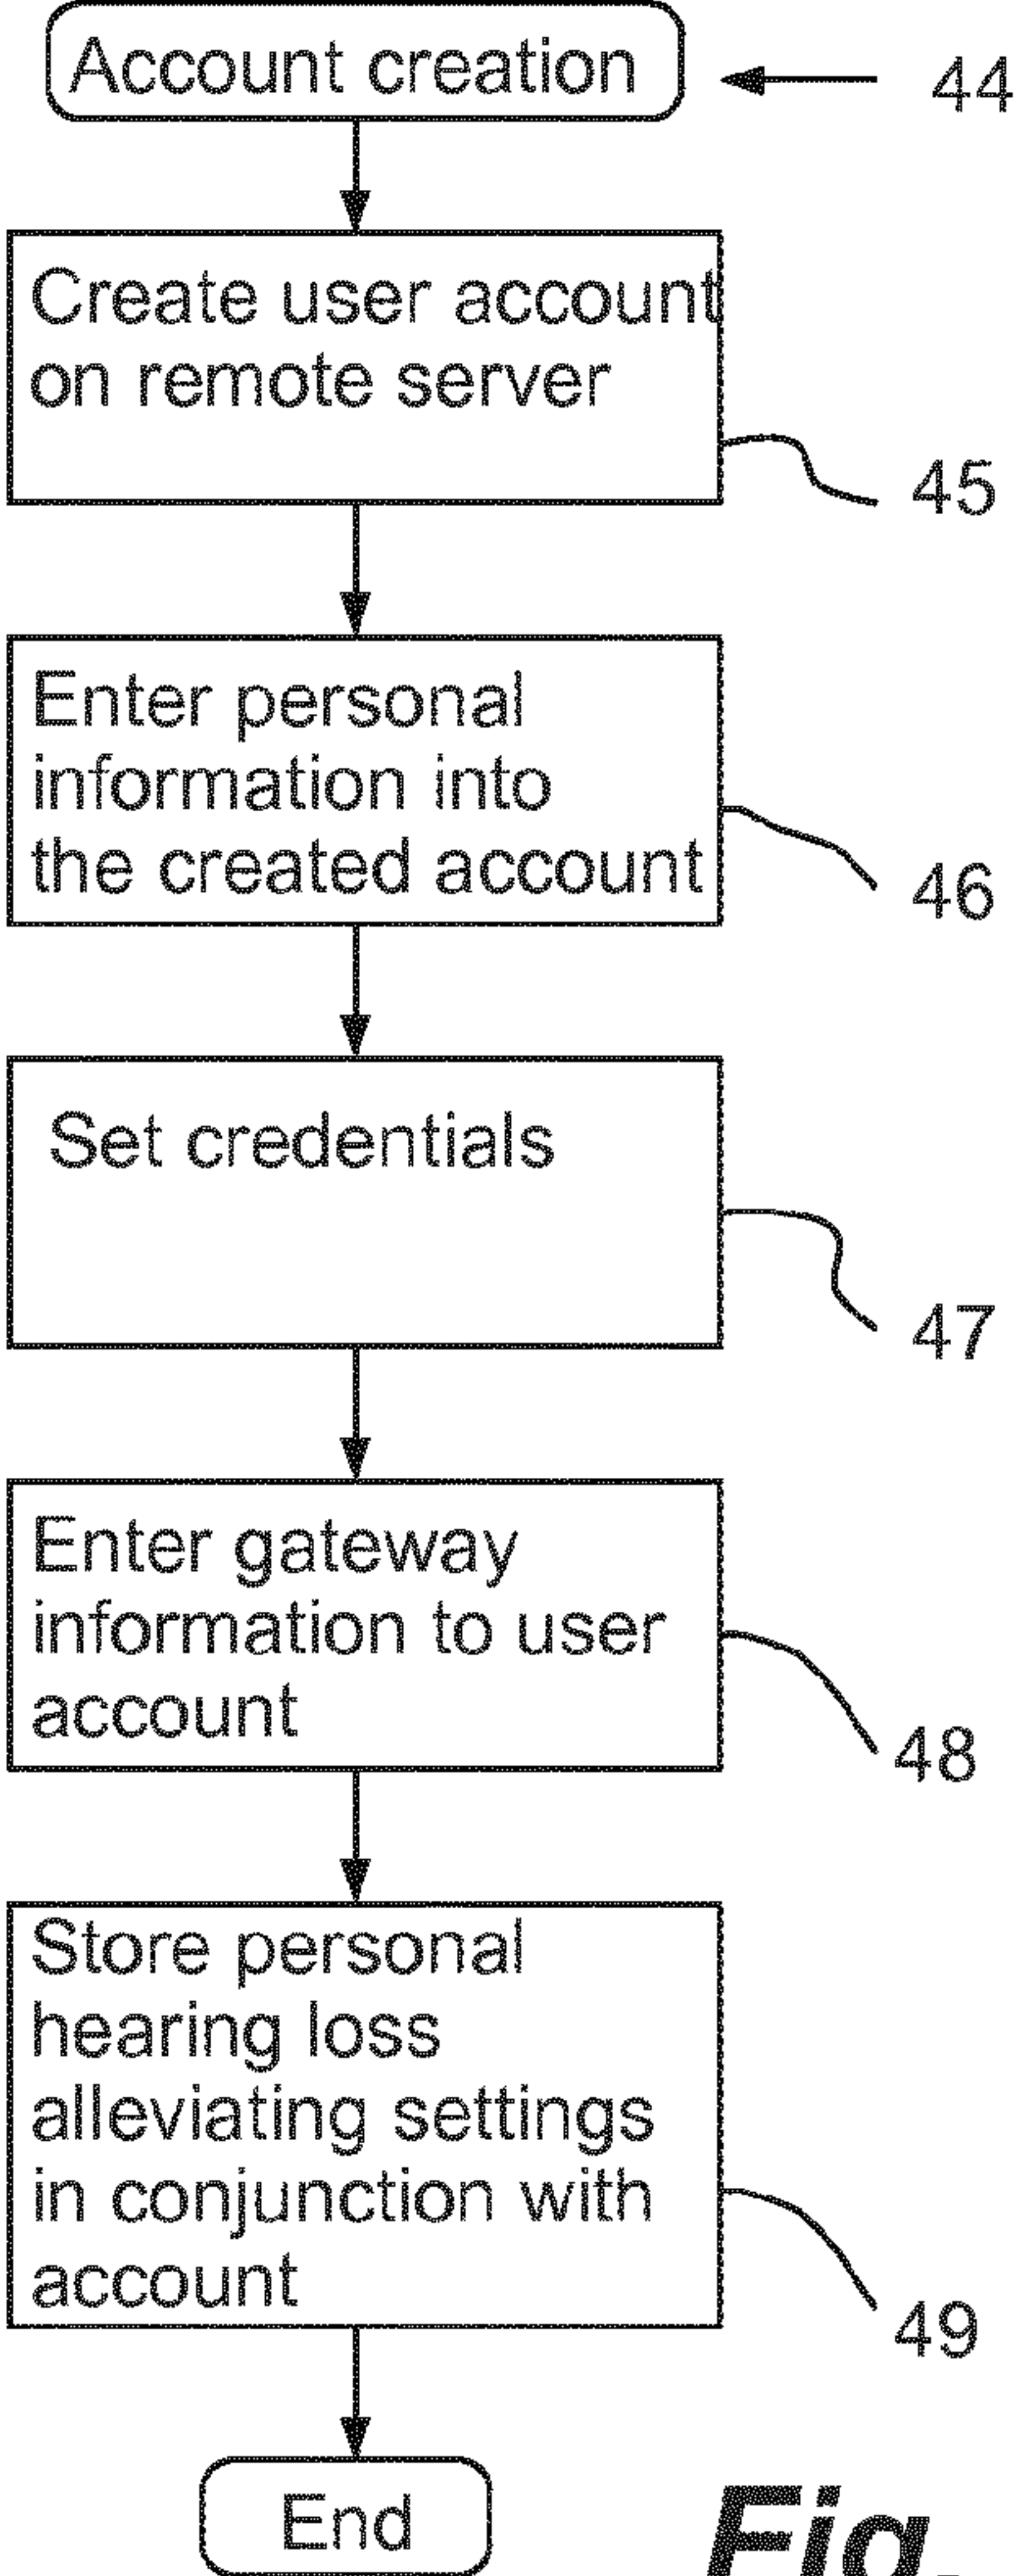 Account creation
44
Create user account
on remote server
45
Enter personal
information into
the created account
46
Set credentials
47
Enter gateway
information to user
account
48
Store personal
hearing loss
alleviating settings
in conjunction with
account
49
End
Fig.